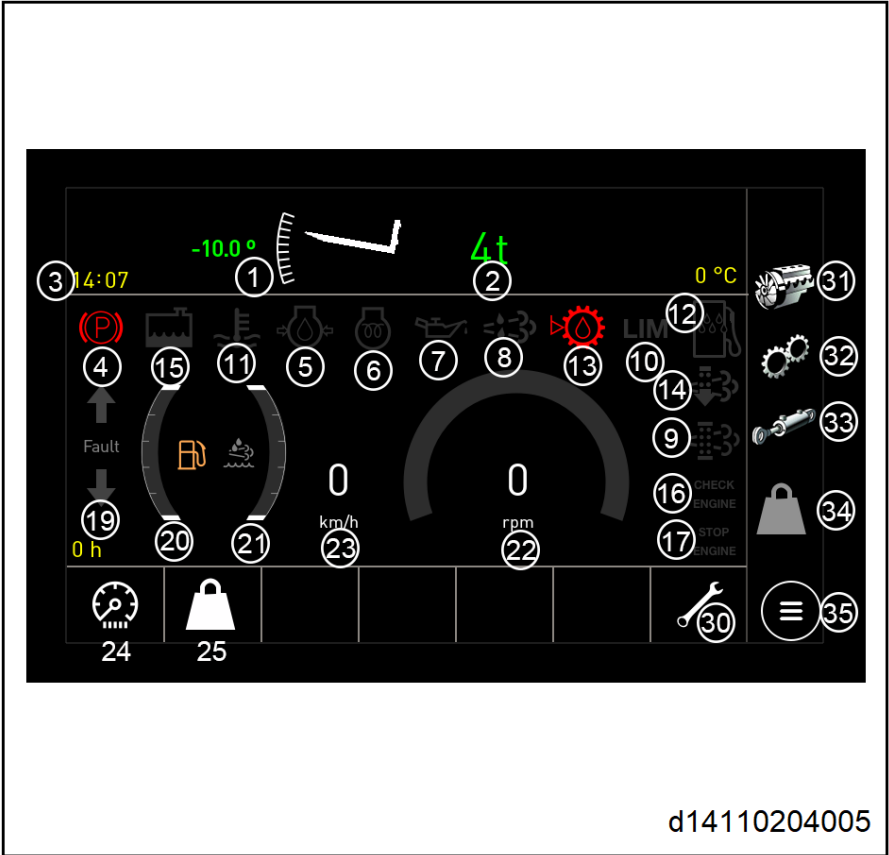 -10.0 °
4t
3 14:07
1
2
0 °C
31
(P)
LIM
12
4
15
11
5
6
7
8
13
10
32
14
Fault
9
33
0
0
CHECK
16
ENGINE
34
km/h
rpm
19
20
21
23
22
STOP
17
ENGINE
0 h
30
35
24
25
d14110204005